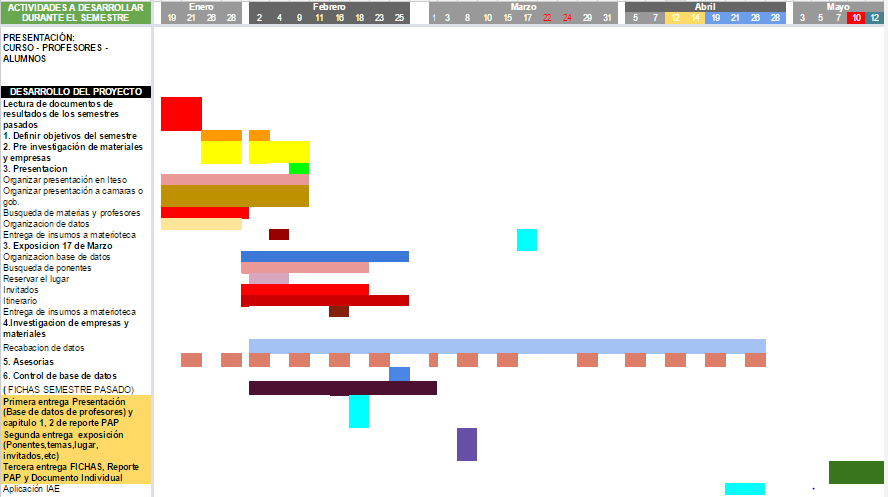 ACTIVIDADES A DESARROLLAR Enero Febrero Marzo Abril Mayo
DURANTE EL SEMESTRE 19 21 26 28 2 4 9 11 16 18 23 25 1 3 8 10 15 17 22 24 29 31 5 7 12 14 19 21 26 28 3 5 10 12
PRESENTACIÓN:
CURSO - PROFESORES -
ALUMNOS
DESARROLLO DEL PROYECTO
Lectura de documentos de
resultados de los semestres
pasados
1. Definir objetivos del semestre
2. Pre investigación de materiales
y empresas
3. Presentacion
Organizar presentación en Iteso
Organizar presentación a camaras o
gob.
Busqueda de materias y profesores
Organizacion de datos
Entrega de insumos a materioteca
3. Exposicion 17 de Marzo
Organizacion base de datos
Busqueda de ponentes
Reservar el lugar
Invitados
Itinerario
Entrega de insumos a materioteca
4.Investigacion de empresas y
materiales
Recabación de datos
5. Asesorias
6. Control de base de datos
( FICHAS SEMESTRE PASADO)
Primera entrega Presentación
(Base de datos de profesores) y
capitulo 1, 2 de reporte PAP
Segunda entrega exposición
(Ponentes,temas,lugar,
invitados,etc)
Tercera entrega FICHAS, Reporte
PAP y Documento Individual
Aplicación IAE